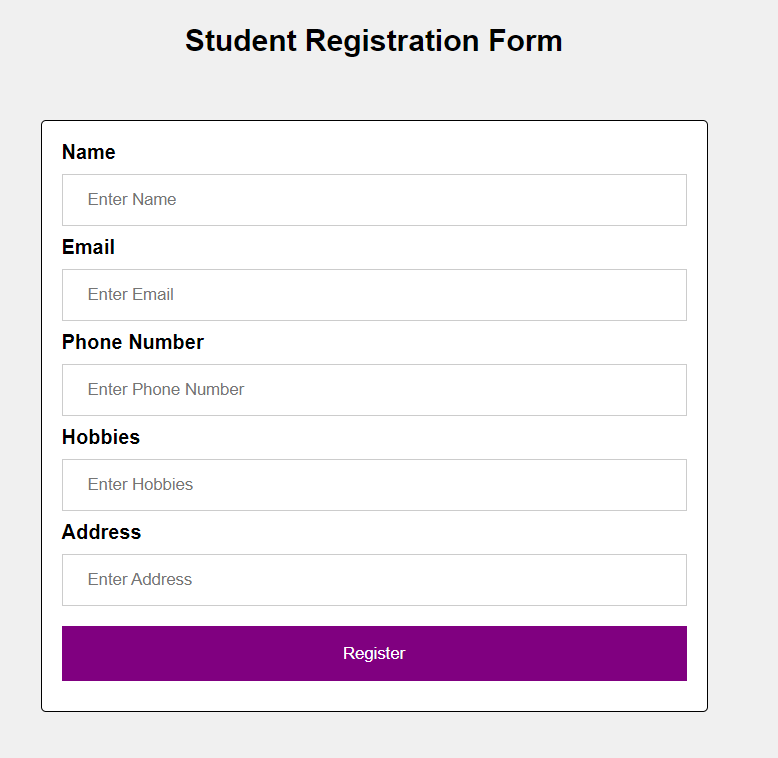 Student Registration Form
Name
Enter Name
Email
Enter Email
Phone Number
Enter Phone Number
Hobbies
Enter Hobbies
Address
Enter Address
Register